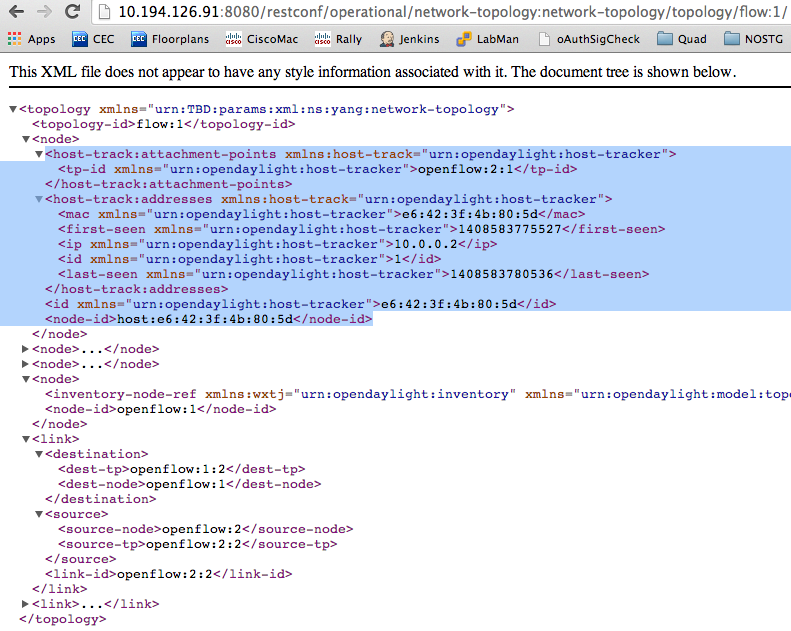 10.194.126.91:8080/restconf/operational/network-topology:network-topology/topology/flow:1/
Apps CEC Floorplans CiscoMac Rally Jenkins LabMan oAuthSigCheck Quad NOSTG
This XML file does not appear to have any style information associated with it. The document tree is shown below.
▼<topology xmlns="urn:TBD:params:xml:ns:yang:network-topology">
<topology-id>flow:1</topology-id>
▼<node>
▼<host-track:attachment-points xmlns:host-track="urn:opendaylight:host-tracker">
<tp-id xmlns="urn:opendaylight:host-tracker">openflow:2:1</tp-id>
</host-track:attachment-points>
▼<host-track:addresses xmlns:host-track="urn:opendaylight:host-tracker">
<mac xmlns="urn:opendaylight:host-tracker">e6:42:3f:4b:80:5d</mac>
<first-seen xmlns="urn:opendaylight:host-tracker">1408583775527</first-seen>
<ip xmlns="urn:opendaylight:host-tracker">10.0.0.2</ip>
<id xmlns="urn:opendaylight:host-tracker">1</id>
<last-seen xmlns="urn:opendaylight:host-tracker">1408583780536</last-seen>
</host-track:addresses>
<id xmlns="urn:opendaylight:host-tracker">e6:42:3f:4b:80:5d</id>
<node-id>host:e6:42:3f:4b:80:5d</node-id>
</node>
▶<node>...</node>
▶<node>...</node>
▼<node>
<inventory-node-ref xmlns:wxtj="urn:opendaylight:inventory" xmlns="urn:opendaylight:model:topo
<node-id>openflow:1</node-id>
</node>
▼<link>
▼<destination>
<dest-tp>openflow:1:2</dest-tp>
<dest-node>openflow:1</dest-node>
</destination>
▼<source>
<source-node>openflow:2</source-node>
<source-tp>openflow:2:2</source-tp>
</source>
<link-id>openflow:2:2</link-id>
</link>
▶<link>...</link>
</topology>